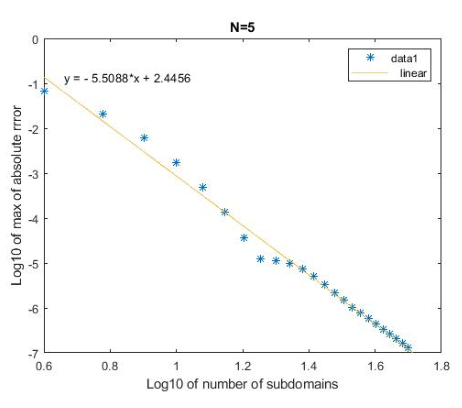 N=5
0
-1
-2
-3
-4
-5
-6
-7
Log10 of max of absolute rrror
y = - 5.5088*x + 2.4456
data1
linear
0.6 0.8 1 1.2 1.4 1.6 1.8
Log10 of number of subdomains